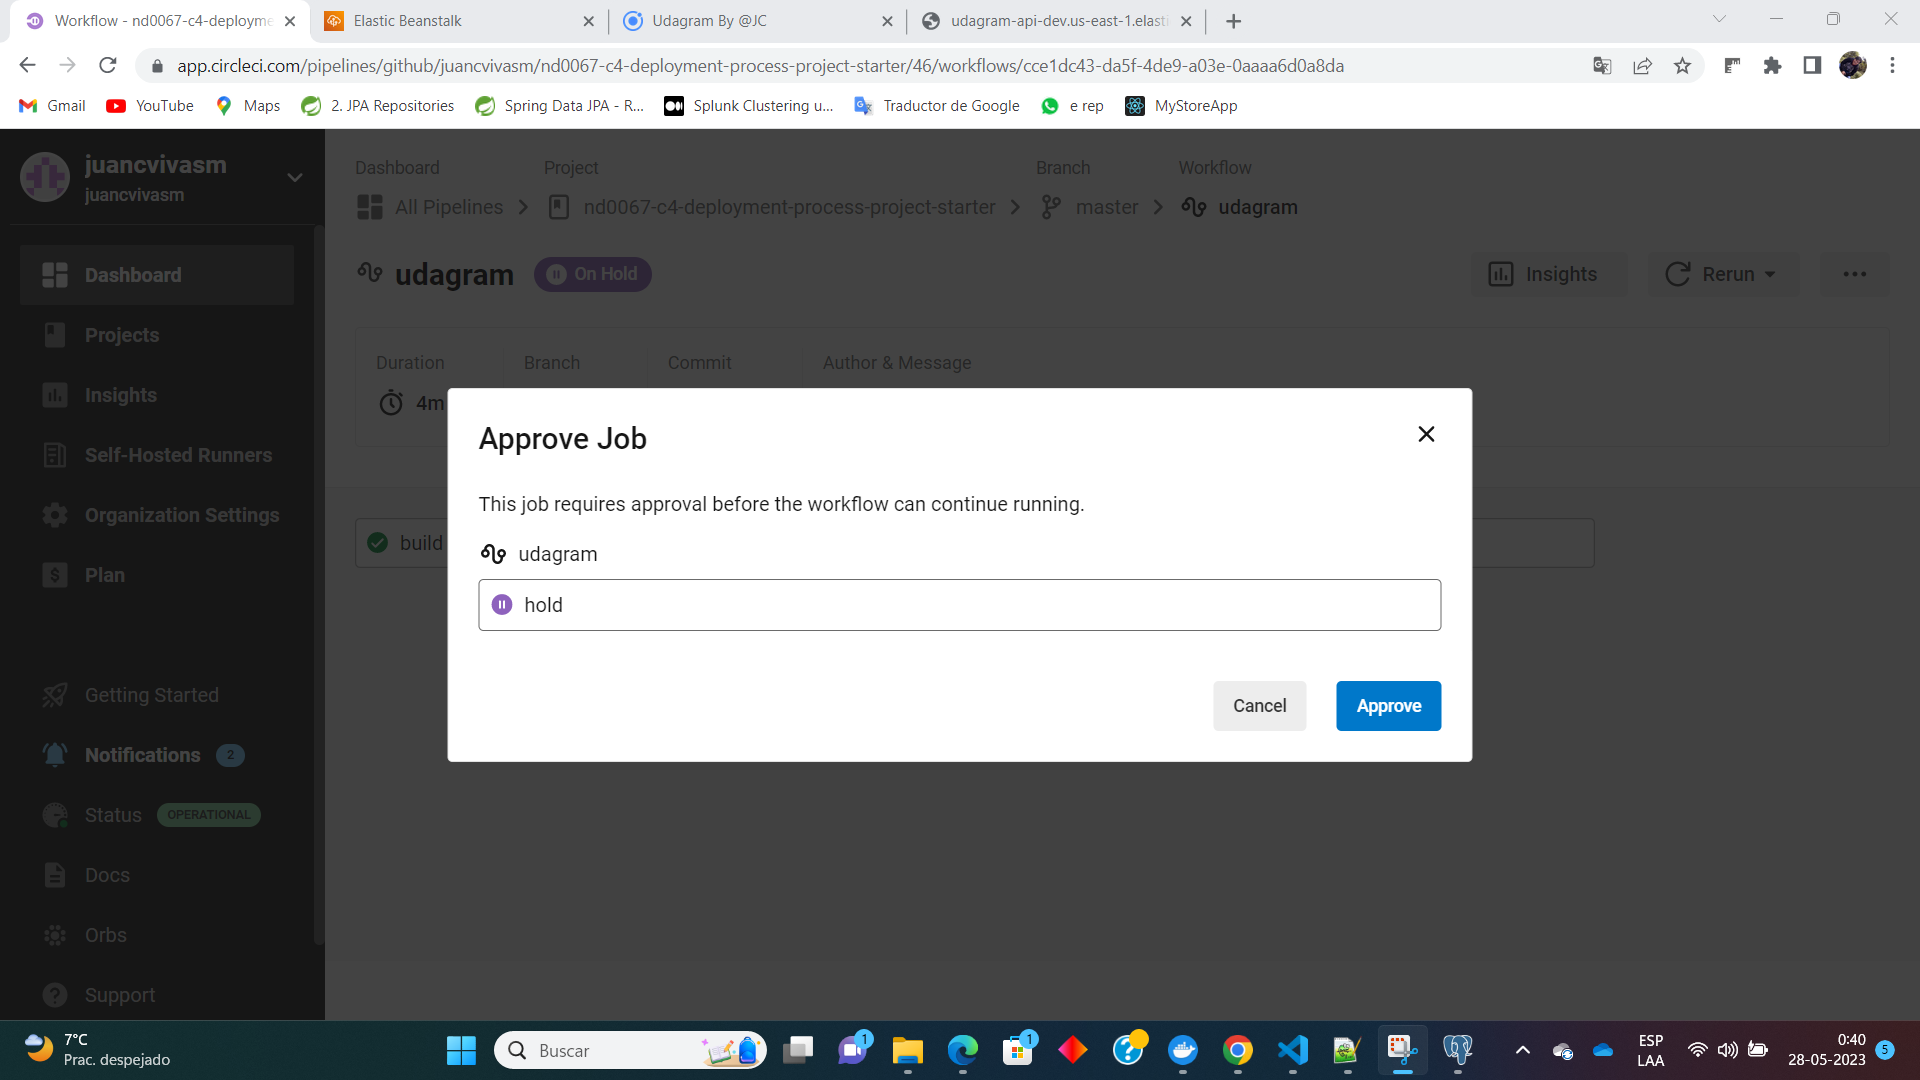 Workflow - nd0067-c4-deployme
Elastic Beanstalk
Udagram By @JC
udagram-api-dev.us-east-1.elasti
app.circleci.com/pipelines/github/juancvivasm/nd0067-c4-deployment-process-project-starter/46/workflows/cce1dc43-da5f-4de9-a03e-0aaaa6d0a8da
Gmail
YouTube
Maps
2. JPA Repositories
Spring Data JPA - R...
Splunk Clustering u...
Traductor de Google
e rep
MyStoreApp
juancvivasm
juancvivasm
Dashboard
Projects
Insights
Self-Hosted Runners
Organization Settings
Plan
Getting Started
Notifications 2
Status OPERATIONAL
Docs
Orbs
Support
Dashboard Project Branch Workflow
All Pipelines nd0067-c4-deployment-process-project-starter master udagram
udagram On Hold Insights Rerun
Duration Branch Commit Author & Message
4m
build
Approve Job
This job requires approval before the workflow can continue running.
udagram
hold
Cancel Approve
7°C
Prac. despejado
Buscar
1
1
ESP
LAA
0:40
28-05-2023
5